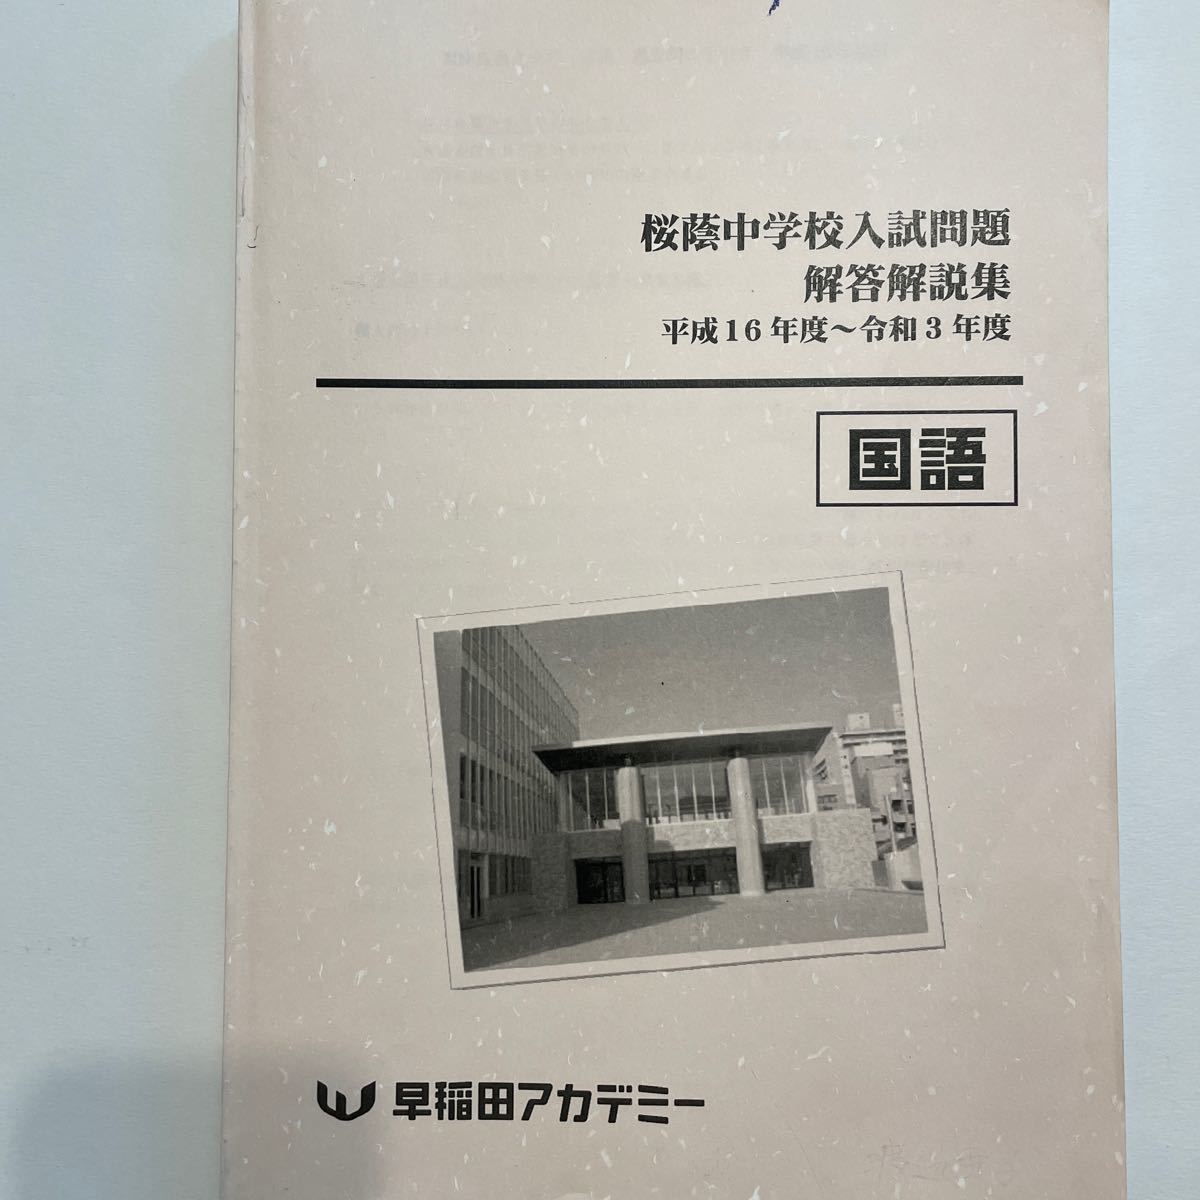 桜蔭中学校入試問題
解答解説集
平成16年度～令和3年度
国語
早稲田アカデミー